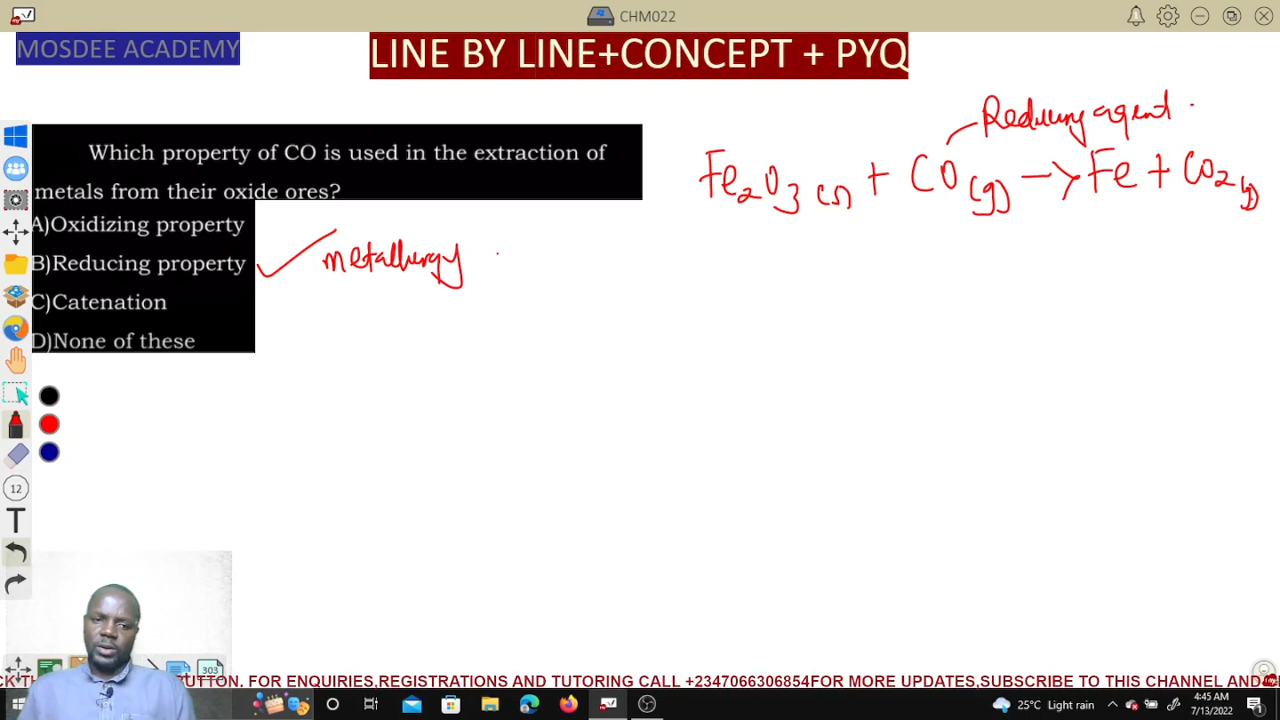 CHM022
MOSDEE ACADEMY
LINE BY LINE+CONCEPT + PYQ
Reducing agent
Which property of CO is used in the extraction of
metals from their oxide ores?
Fe2O3(s) + CO(g) → Fe + CO2(g)
A)Oxidizing property
B)Reducing property
metallurgy
C)Catenation
D)None of these
12
T
303
CK TH BUTTON. FOR ENQUIRIES,REGISTRATIONS AND TUTORING CALL +2347066306854FOR MORE UPDATES,SUBSCRIBE TO THIS CHANNEL AND
25°C Light rain
4:45 AM
7/13/2022